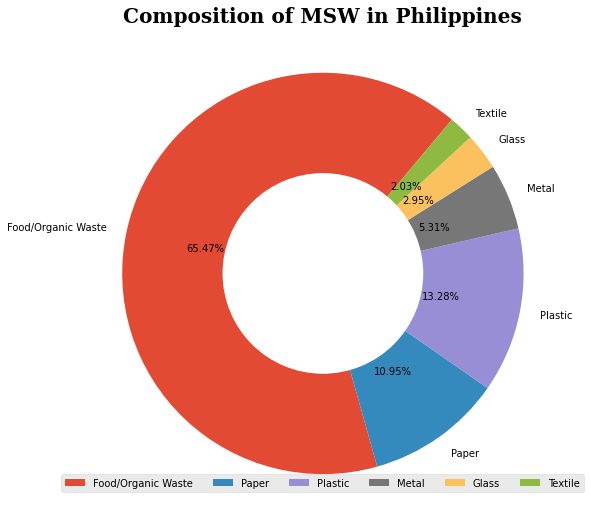 Composition of MSW in Philippines
Textile
Glass
2.03%
Metal
2.95%
Food/Organic Waste
5.31%
65.47%
13.28%
Plastic
10.95%
Paper
Food/Organic Waste Paper Plastic Metal Glass Textile